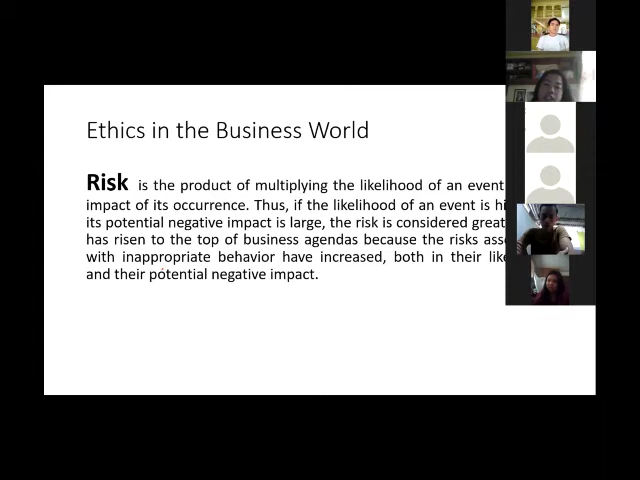 Ethics in the Business World
Risk is the product of multiplying the likelihood of an event
impact of its occurrence. Thus, if the likelihood of an event is
its potential negative impact is large, the risk is considered great
has risen to the top of business agendas because the risks
with inappropriate behavior have increased, both in their
and their potential negative impact.